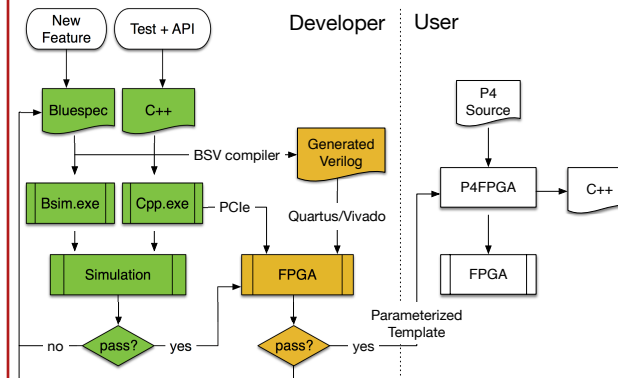 Developer
User
New
Feature
Test + API
Bluespec
C++
P4
Source
BSV compiler
Generated
Verilog
P4FPGA
C++
Bsim.exe
Cpp.exe
PCIe
Quartus/Vivado
Simulation
FPGA
FPGA
Parameterized
Template
no
pass?
yes
pass?
yes